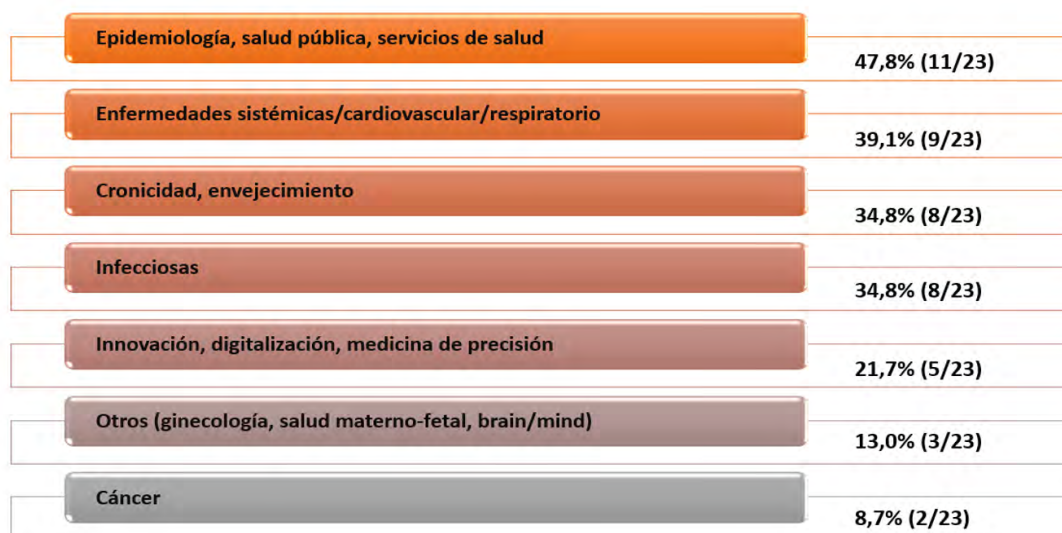 Epidemiología, salud pública, servicios de salud
47,8% (11/23)
Enfermedades sistémicas/cardiovascular/respiratorio
39,1% (9/23)
Cronicidad, envejecimiento
34,8% (8/23)
Infecciosas
34,8% (8/23)
Innovación, digitalización, medicina de precisión
21,7% (5/23)
Otros (ginecología, salud materno-fetal, brain/mind)
13,0% (3/23)
Cáncer
8,7% (2/23)